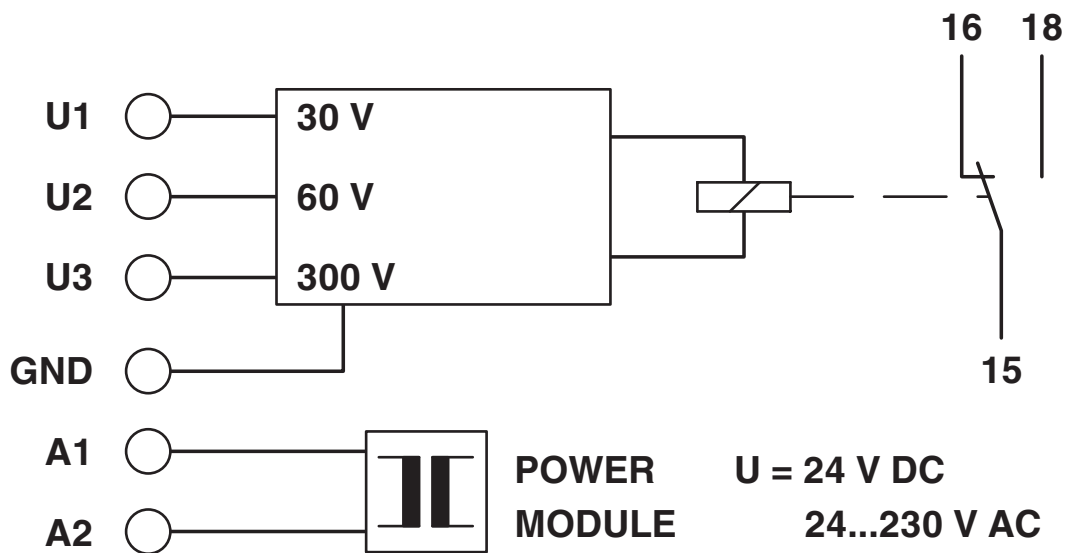 16 18
U1 30 V
U2 60 V
U3 300 V
GND
15
A1
POWER U = 24 V DC
A2 MODULE 24...230 V AC